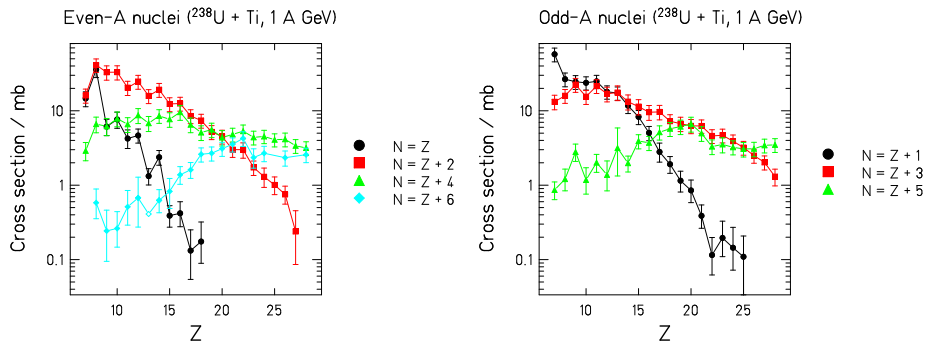 Even-A nuclei (²³⁸U + Ti, 1 A GeV)
Cross section / mb
10
1
0.1
10
15
20
25
Z
N = Z
N = Z + 2
N = Z + 4
N = Z + 6
Odd-A nuclei (²³⁸U + Ti, 1 A GeV)
Cross section / mb
10
1
0.1
10
15
20
25
Z
N = Z + 1
N = Z + 3
N = Z + 5